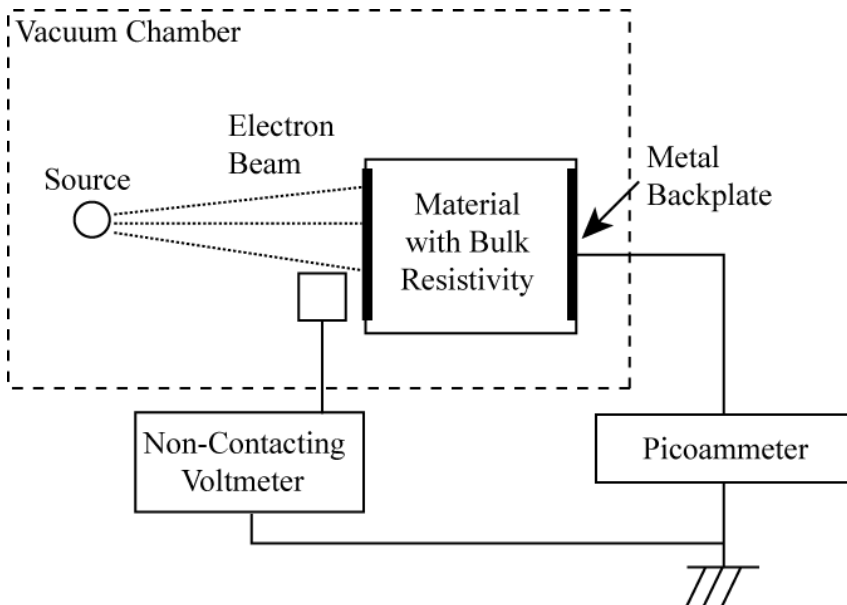 Vacuum Chamber
Electron
Beam
Source
Material
with Bulk
Resistivity
Metal
Backplate
Non-Contacting
Voltmeter
Picoammeter